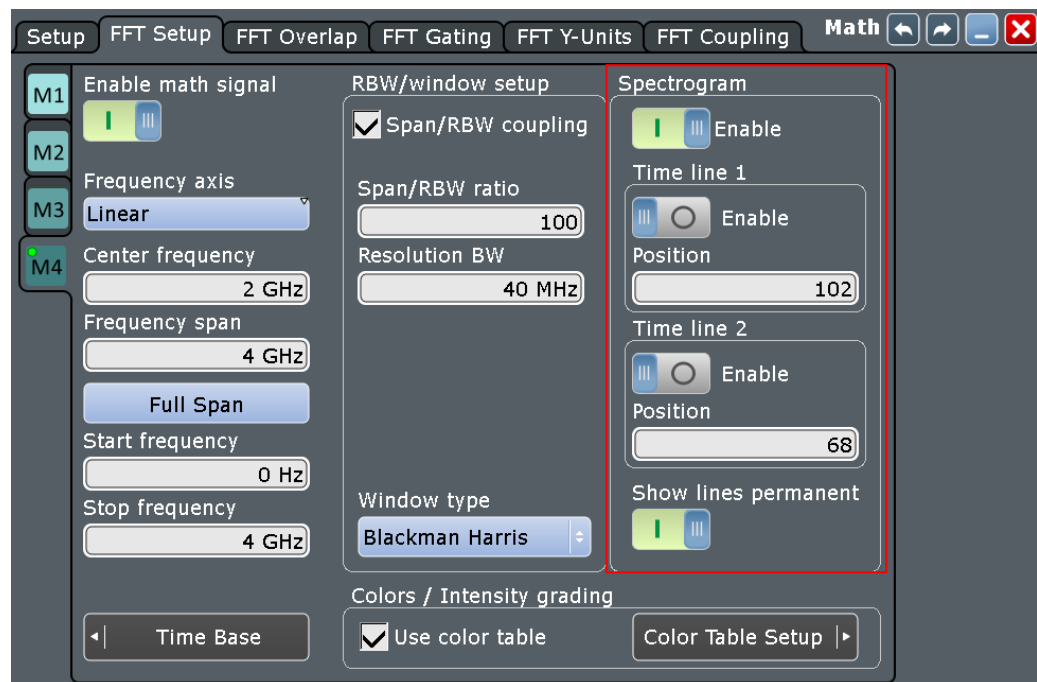 Setup FFT Setup FFT Overlap FFT Gating FFT Y-Units FFT Coupling Math
M1
M2
M3
M4
Enable math signal
Frequency axis
Linear
Center frequency
2 GHz
Frequency span
4 GHz
Full Span
Start frequency
0 Hz
Stop frequency
4 GHz
Time Base
RBW/window setup
Span/RBW coupling
Span/RBW ratio
100
Resolution BW
40 MHz
Window type
Blackman Harris
Spectrogram
Enable
Time line 1
Enable
Position
102
Time line 2
Enable
Position
68
Show lines permanent
Colors / Intensity grading
Use color table
Color Table Setup